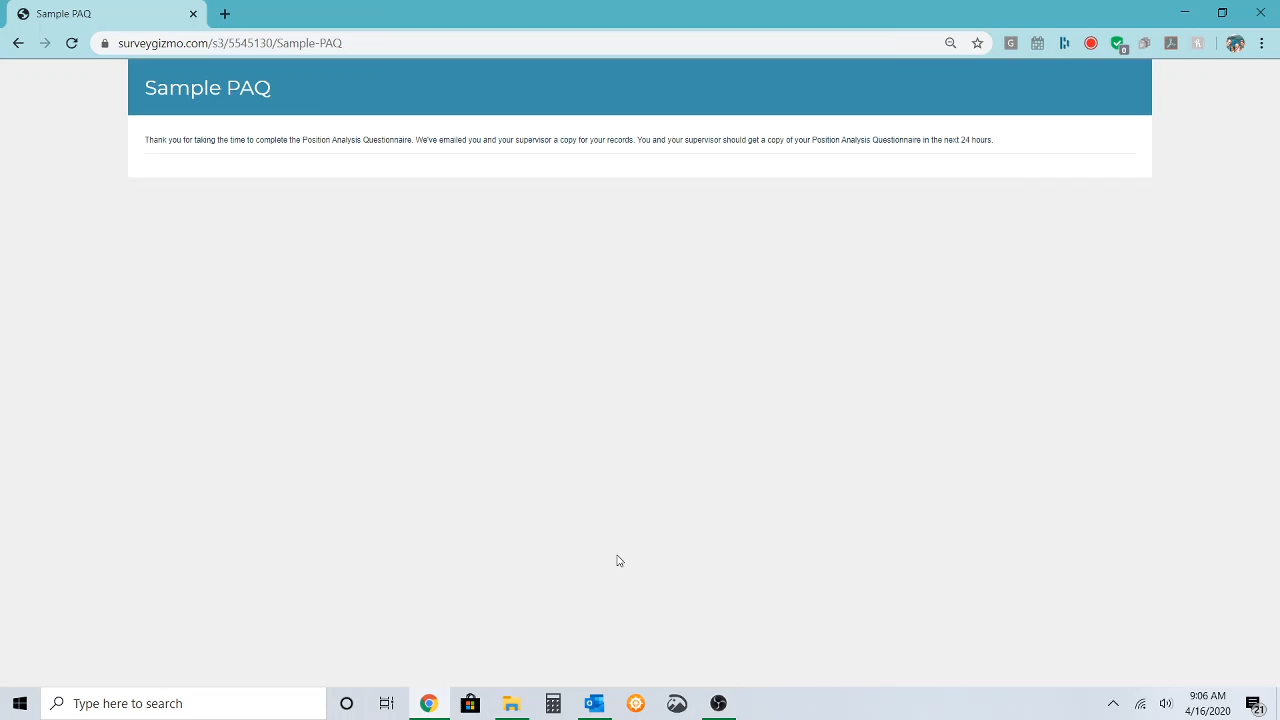 Sample PAQ
surveygizmo.com/s3/5545130/Sample-PAQ
G
0
Sample PAQ
Thank you for taking the time to complete the Position Analysis Questionnaire. We've emailed you and your supervisor a copy for your records. You and your supervisor should get a copy of your Position Analysis Questionnaire in the next 24 hours.
Type here to search
9:06 AM
4/16/2020
21